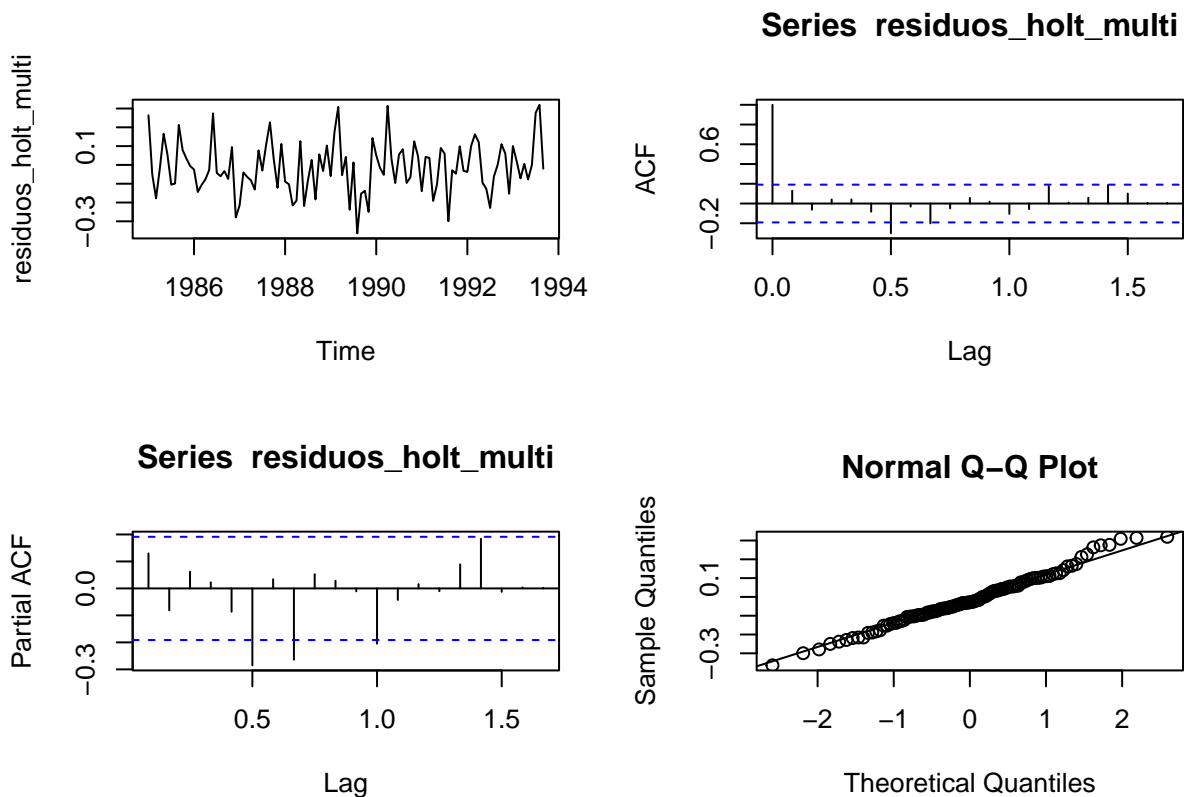 residuos_holt_multi
0.1
−0.3
1986 1988 1990 1992 1994
Time
Series residuos_holt_multi
ACF
0.6
−0.2
0.0 0.5 1.0 1.5
Lag
Series residuos_holt_multi
Partial ACF
0.0
−0.3
0.5 1.0 1.5
Lag
Normal Q−Q Plot
Sample Quantiles
0.1
−0.3
−2 −1 0 1 2
Theoretical Quantiles